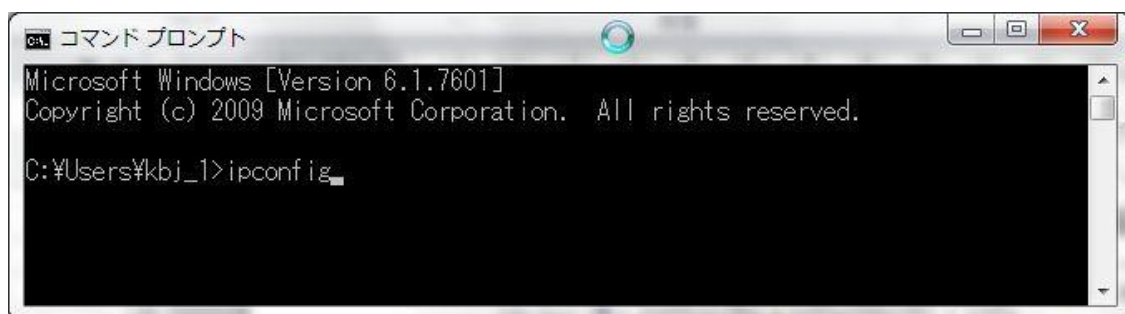 コマンド プロンプト
Microsoft Windows [Version 6.1.7601]
Copyright (c) 2009 Microsoft Corporation.  All rights reserved.
C:¥Users¥kbj_1>ipconfig